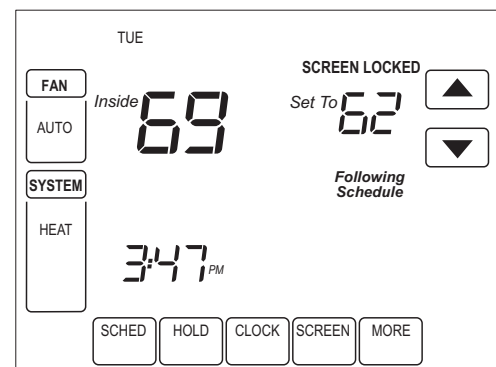 TUE
SCREEN LOCKED
FAN
AUTO
Inside 69
Set To 62
Following
Schedule
SYSTEM
HEAT
3:47 PM
SCHED HOLD CLOCK SCREEN MORE